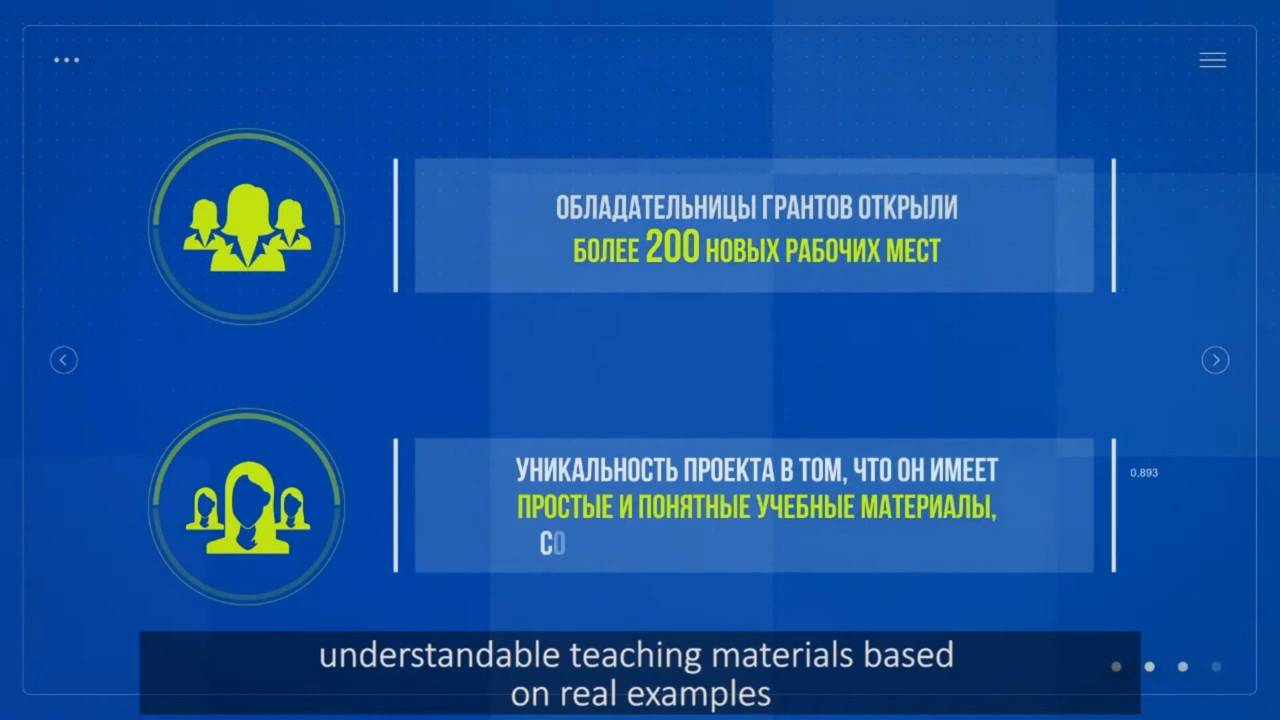 ОБЛАДАТЕЛЬНИЦЫ ГРАНТОВ ОТКРЫЛИ
БОЛЕЕ 200 НОВЫХ РАБОЧИХ МЕСТ
УНИКАЛЬНОСТЬ ПРОЕКТА В ТОМ, ЧТО ОН ИМЕЕТ
ПРОСТЫЕ И ПОНЯТНЫЕ УЧЕБНЫЕ МАТЕРИАЛЫ,
СО
0,893
understandable teaching materials based
on real examples